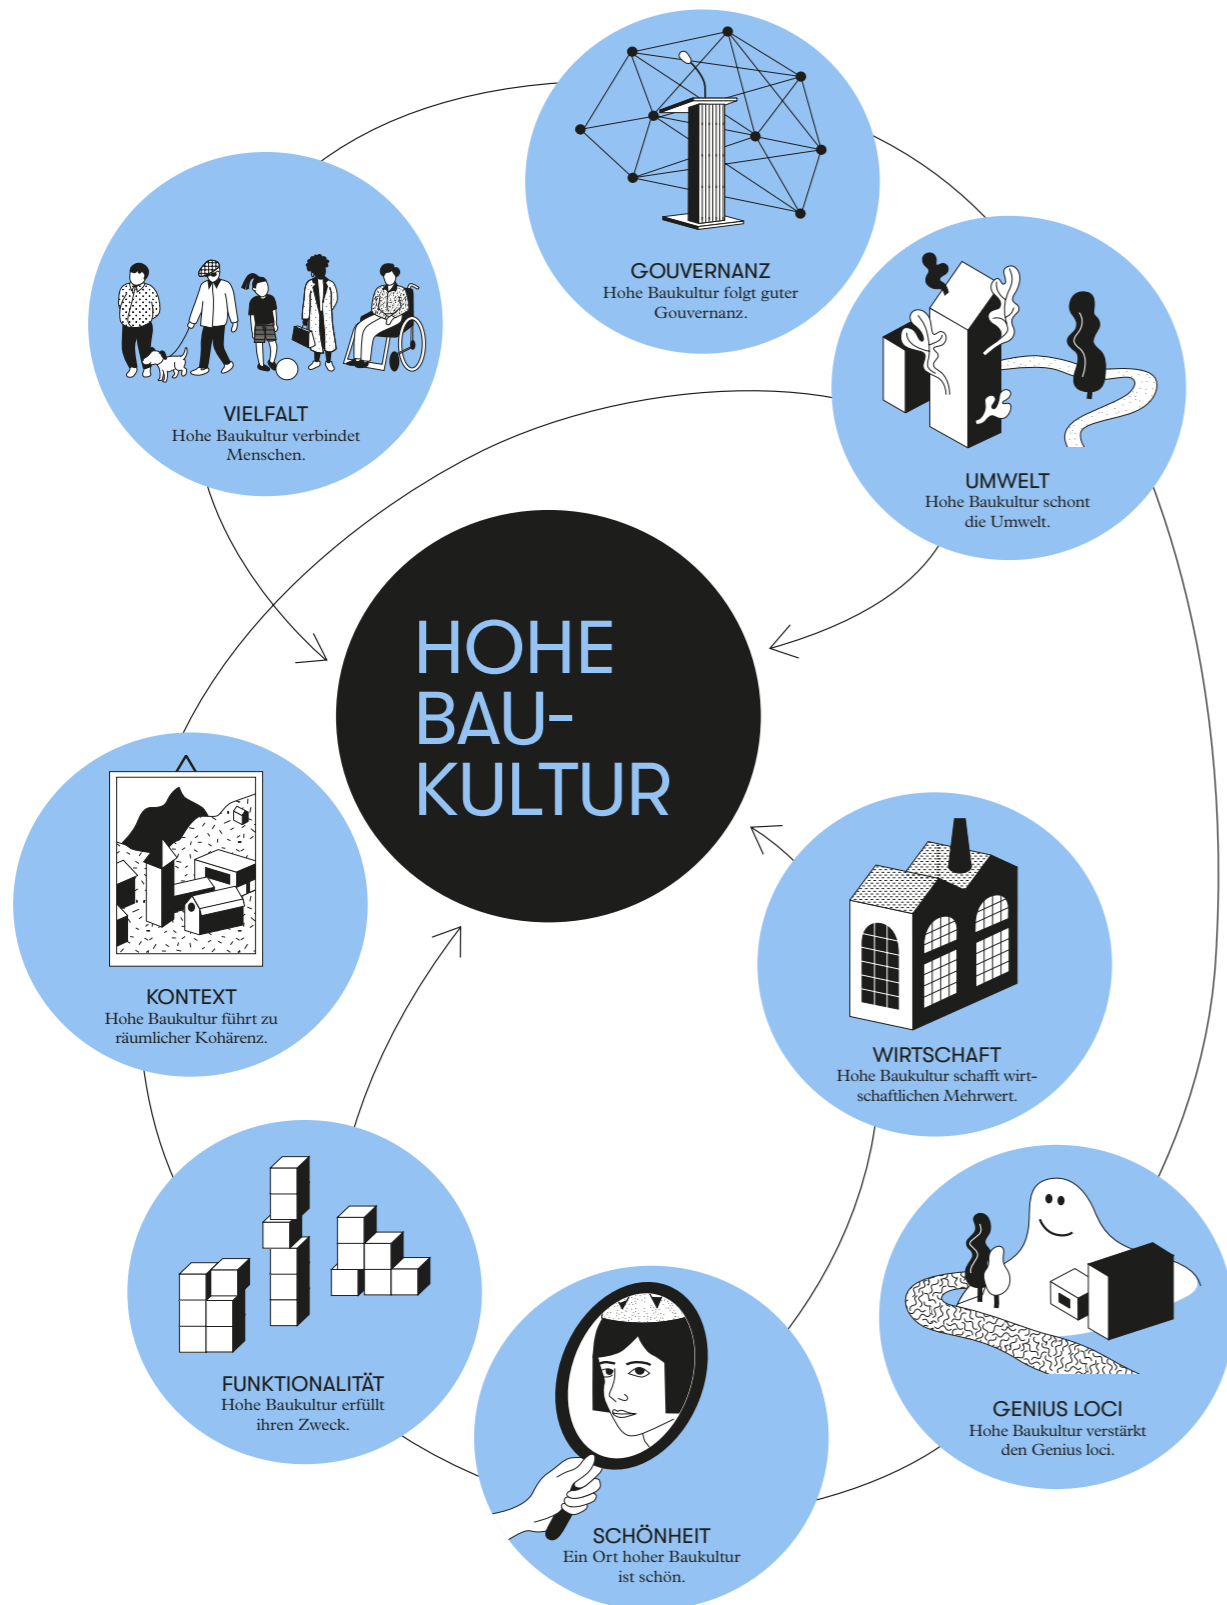 GOUVERNANZ
Hohe Baukultur folgt guter
Gouvernanz.
VIELFALT
Hohe Baukultur verbindet
Menschen.
UMWELT
Hohe Baukultur schont
die Umwelt.
HOHE
BAU-
KULTUR
KONTEXT
Hohe Baukultur führt zu
räumlicher Kohärenz.
WIRTSCHAFT
Hohe Baukultur schafft wirt-
schaftlichen Mehrwert.
FUNKTIONALITÄT
Hohe Baukultur erfüllt
ihren Zweck.
GENIUS LOCI
Hohe Baukultur verstärkt
den Genius loci.
SCHÖNHEIT
Ein Ort hoher Baukultur
ist schön.